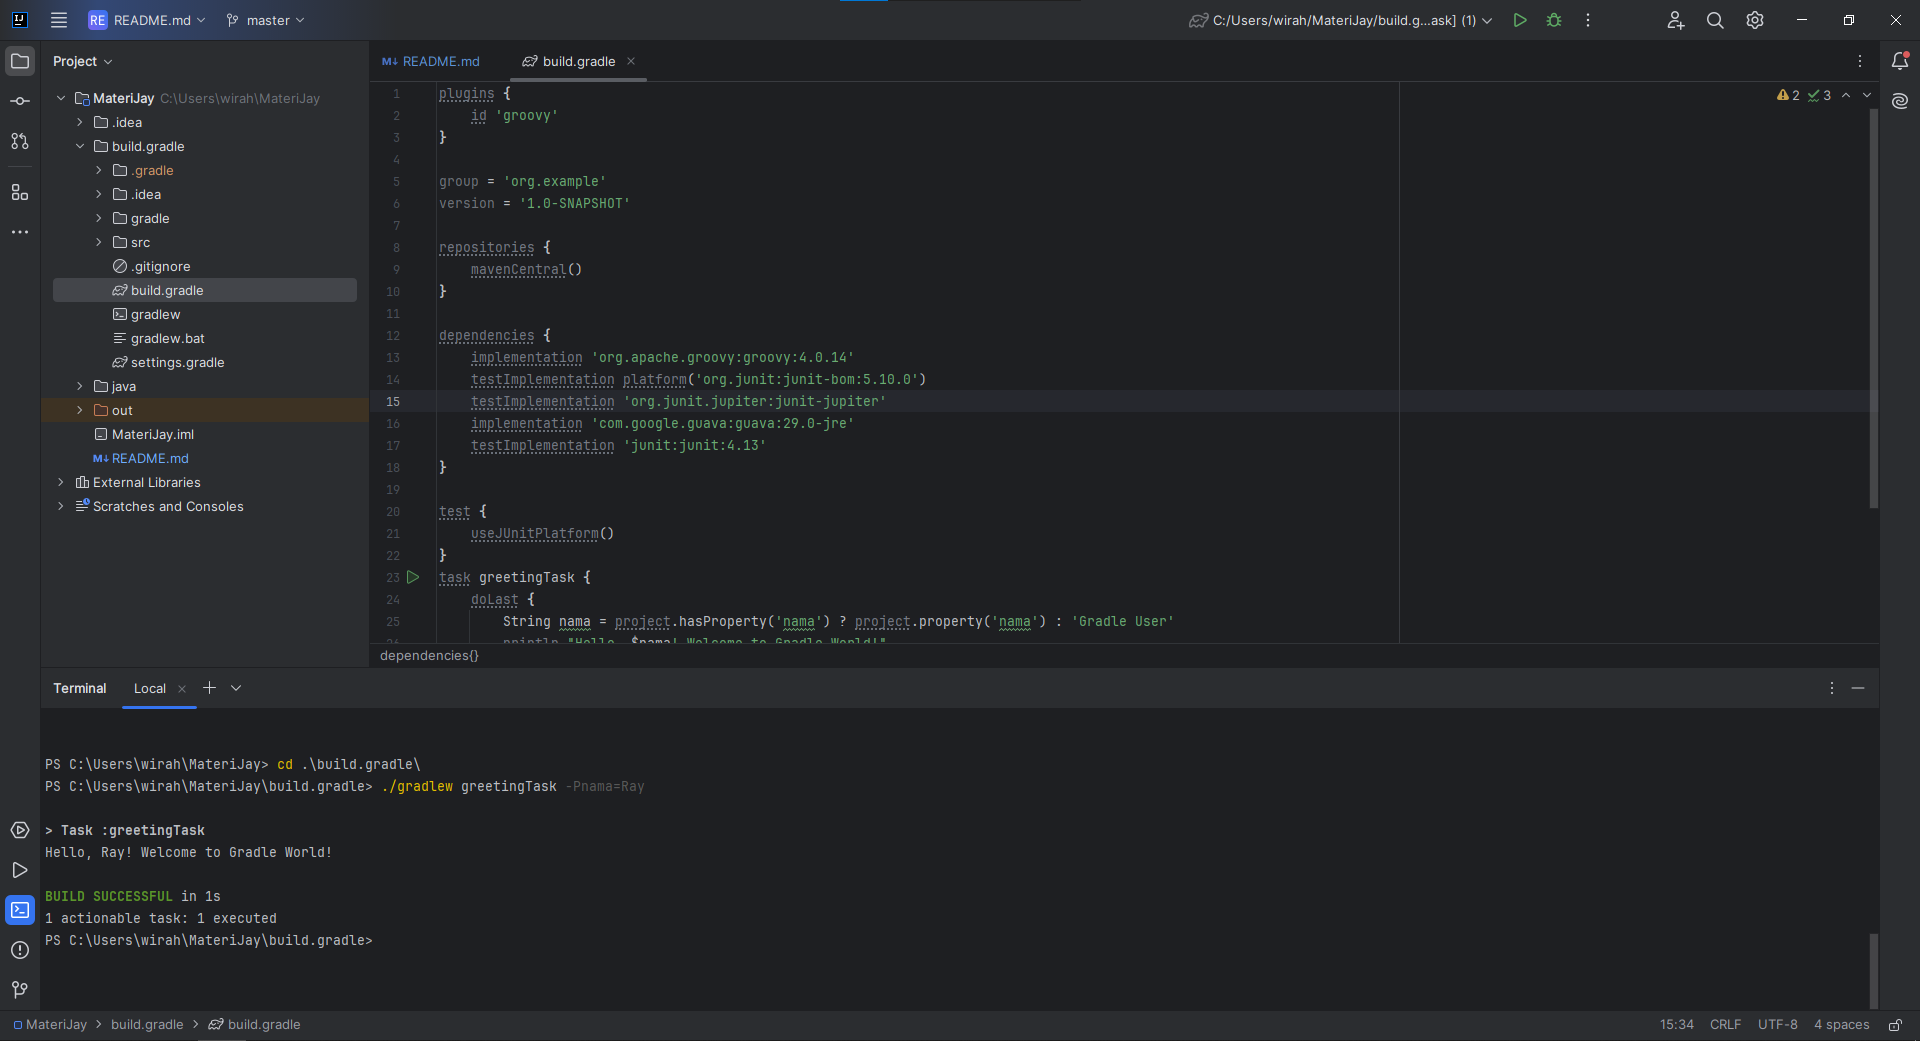 RE README.md
master
C:/Users/wirah/MateriJay/build.g...ask] (1)
Project
README.md
build.gradle
MateriJay C:\Users\wirah\MateriJay
.idea
build.gradle
.gradle
.idea
gradle
src
.gitignore
build.gradle
gradlew
gradlew.bat
settings.gradle
java
out
MateriJay.iml
M↓ README.md
External Libraries
Scratches and Consoles
2 3
1 plugins {
2 id 'groovy'
3 }
4
5 group = 'org.example'
6 version = '1.0-SNAPSHOT'
7
8 repositories {
9 mavenCentral()
10 }
11
12 dependencies {
13 implementation 'org.apache.groovy:groovy:4.0.14'
14 testImplementation platform('org.junit:junit-bom:5.10.0')
15 testImplementation 'org.junit.jupiter:junit-jupiter'
16 implementation 'com.google.guava:guava:29.0-jre'
17 testImplementation 'junit:junit:4.13'
18 }
19
20 test {
21 useJUnitPlatform()
22 }
23 task greetingTask {
24 doLast {
25 String nama = project.hasProperty('nama') ? project.property('nama') : 'Gradle User'
26 println "Hello, $nama! Welcome to Gradle World!"
dependencies{}
Terminal Local
PS C:\Users\wirah\MateriJay> cd .\build.gradle\
PS C:\Users\wirah\MateriJay\build.gradle> ./gradlew greetingTask -Pnama=Ray
> Task :greetingTask
Hello, Ray! Welcome to Gradle World!
BUILD SUCCESSFUL in 1s
1 actionable task: 1 executed
PS C:\Users\wirah\MateriJay\build.gradle>
MateriJay > build.gradle > build.gradle
15:34 CRLF UTF-8 4 spaces